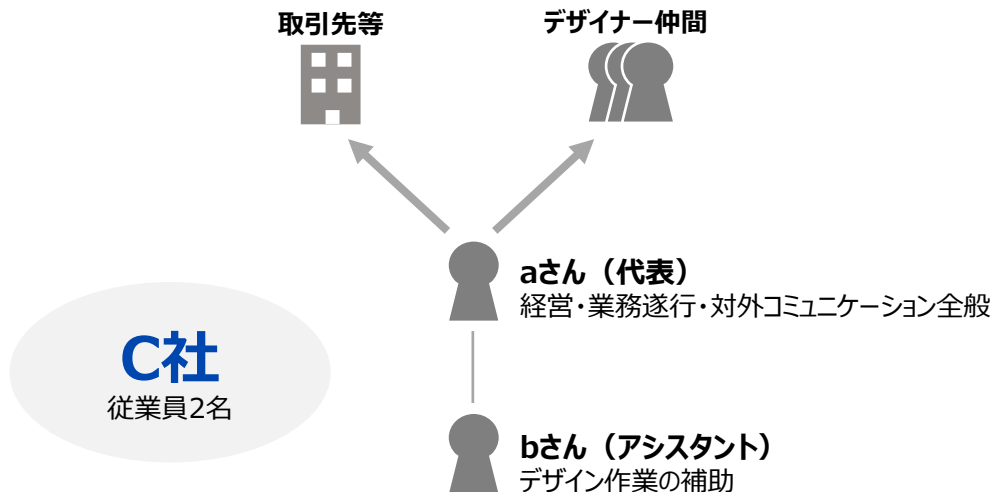 取引先等
デザイナー仲間
aさん（代表）
経営・業務遂行・対外コミュニケーション全般
C社
従業員2名
bさん（アシスタント）
デザイン作業の補助